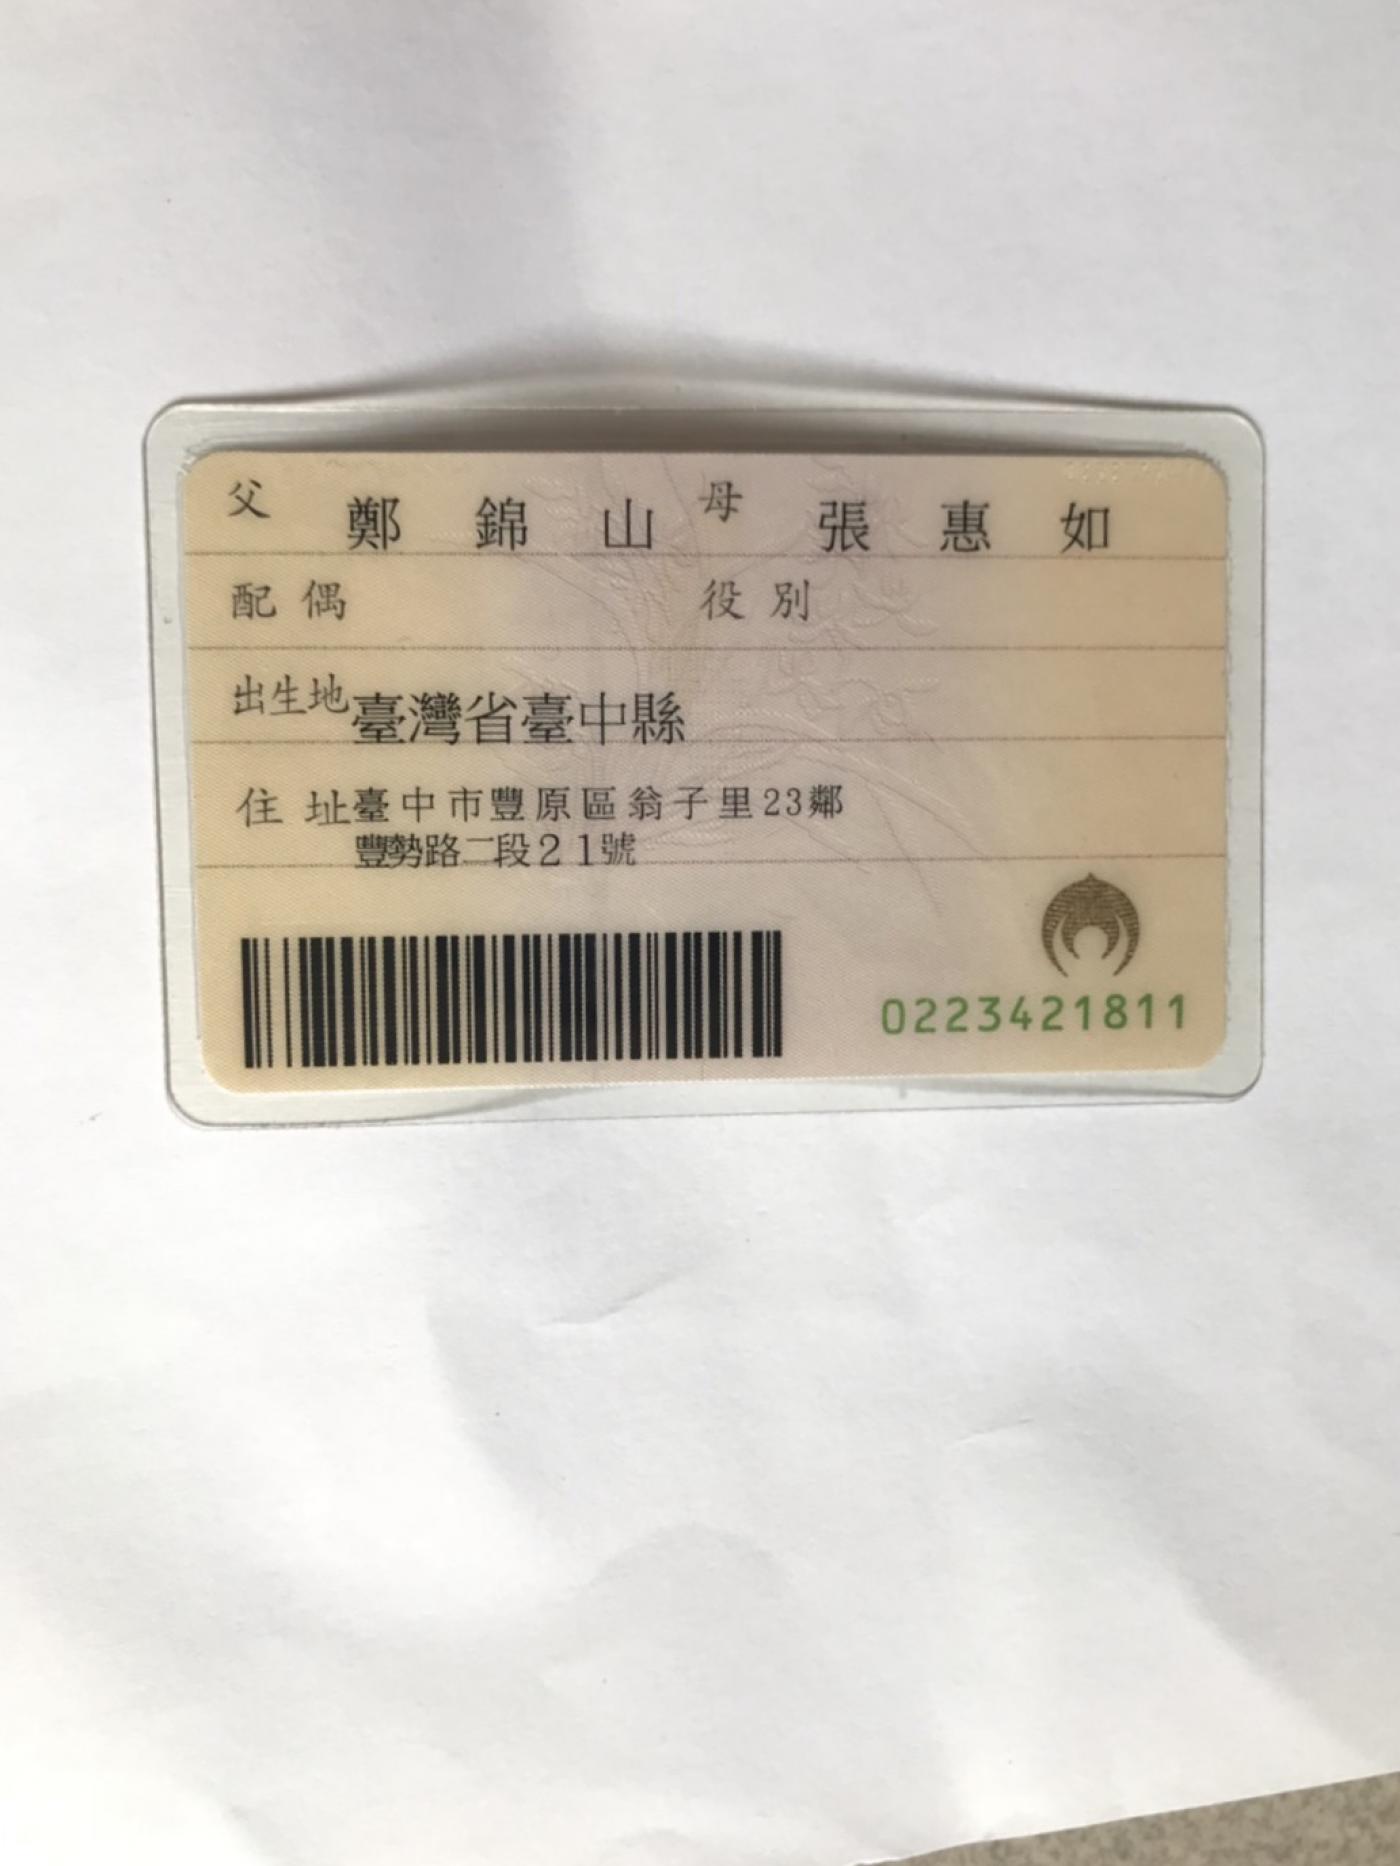 父 鄭錦山 母 張惠如
配偶 役別
出生地 臺灣省臺中縣
住址 臺中市豐原區翁子里23鄰
豐勢路二段21號
0223421811